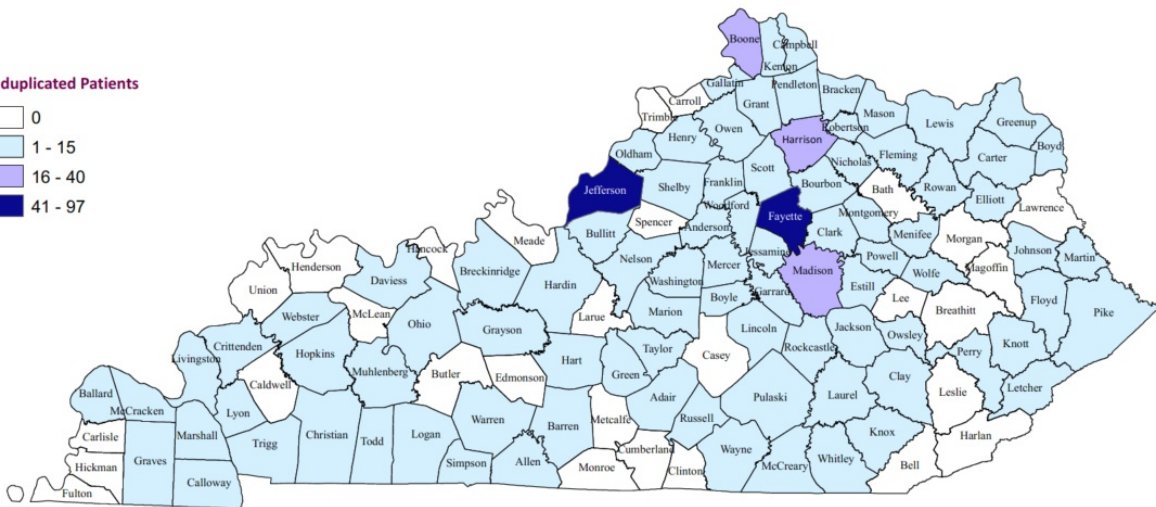 duplicated Patients
0
1 - 15
16 - 40
41 - 97
Boone
Campbell
Kenton
Gallatin
Pendleton
Bracken
Carroll
Grant
Trimble
Mason
Lewis
Greenup
Owen
Robertson
Henry
Harrison
Boyd
Oldham
Nicholas
Fleming
Carter
Scott
Jefferson
Shelby
Franklin
Bourbon
Bath
Rowan
Elliott
Lawrence
Woodford
Fayette
Montgomery
Spencer
Anderson
Clark
Menifee
Bullitt
Morgan
Meade
Hancock
Jessamine
Johnson
Martin
Nelson
Mercer
Madison
Powell
Magoffin
Henderson
Breckinridge
Wolfe
Daviess
Washington
Hardin
Estill
Union
Boyle
Garrard
Lee
Floyd
McLean
Larue
Marion
Breathitt
Pike
Webster
Ohio
Grayson
Lincoln
Jackson
Owsley
Crittenden
Taylor
Rockcastle
Knott
Hopkins
Casey
Perry
Livingston
Hart
Muhlenberg
Butler
Green
Edmonson
Clay
Caldwell
Letcher
Leslie
Ballard
Adair
Pulaski
Laurel
McCracken
Lyon
Warren
Metcalfe
Russell
Barren
Carlisle
Marshall
Christian
Todd
Logan
Knox
Harlan
Trigg
Cumberland
Wayne
Whitley
Graves
Simpson
Allen
Hickman
Monroe
Clinton
McCreary
Bell
Calloway
Fulton